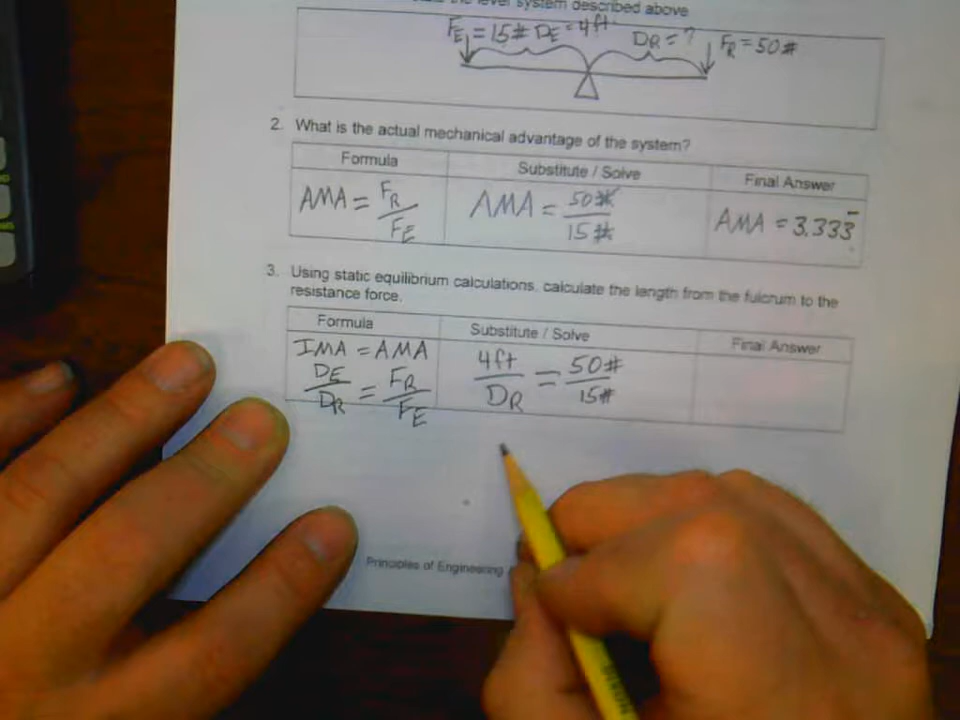 system described above
FE = 15# DE = 4ft DR = ? FR = 50#
2. What is the actual mechanical advantage of the system?
Formula Substitute / Solve Final Answer
AMA = FR/FE AMA = 50#/15# AMA = 3.333̅
3. Using static equilibrium calculations, calculate the length from the fulcrum to the
resistance force.
Formula Substitute / Solve Final Answer
IMA = AMA
DE/DR = FR/FE 4ft/DR = 50#/15#
Principles of Engineering